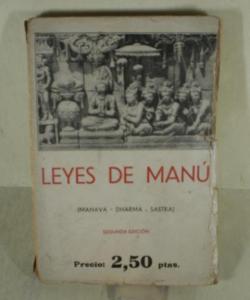 LEYES DE MANÚ
(MANAVA - DHARMA - SASTRA)
SEGUNDA EDICIÓN
Precio: 2,50 ptas.